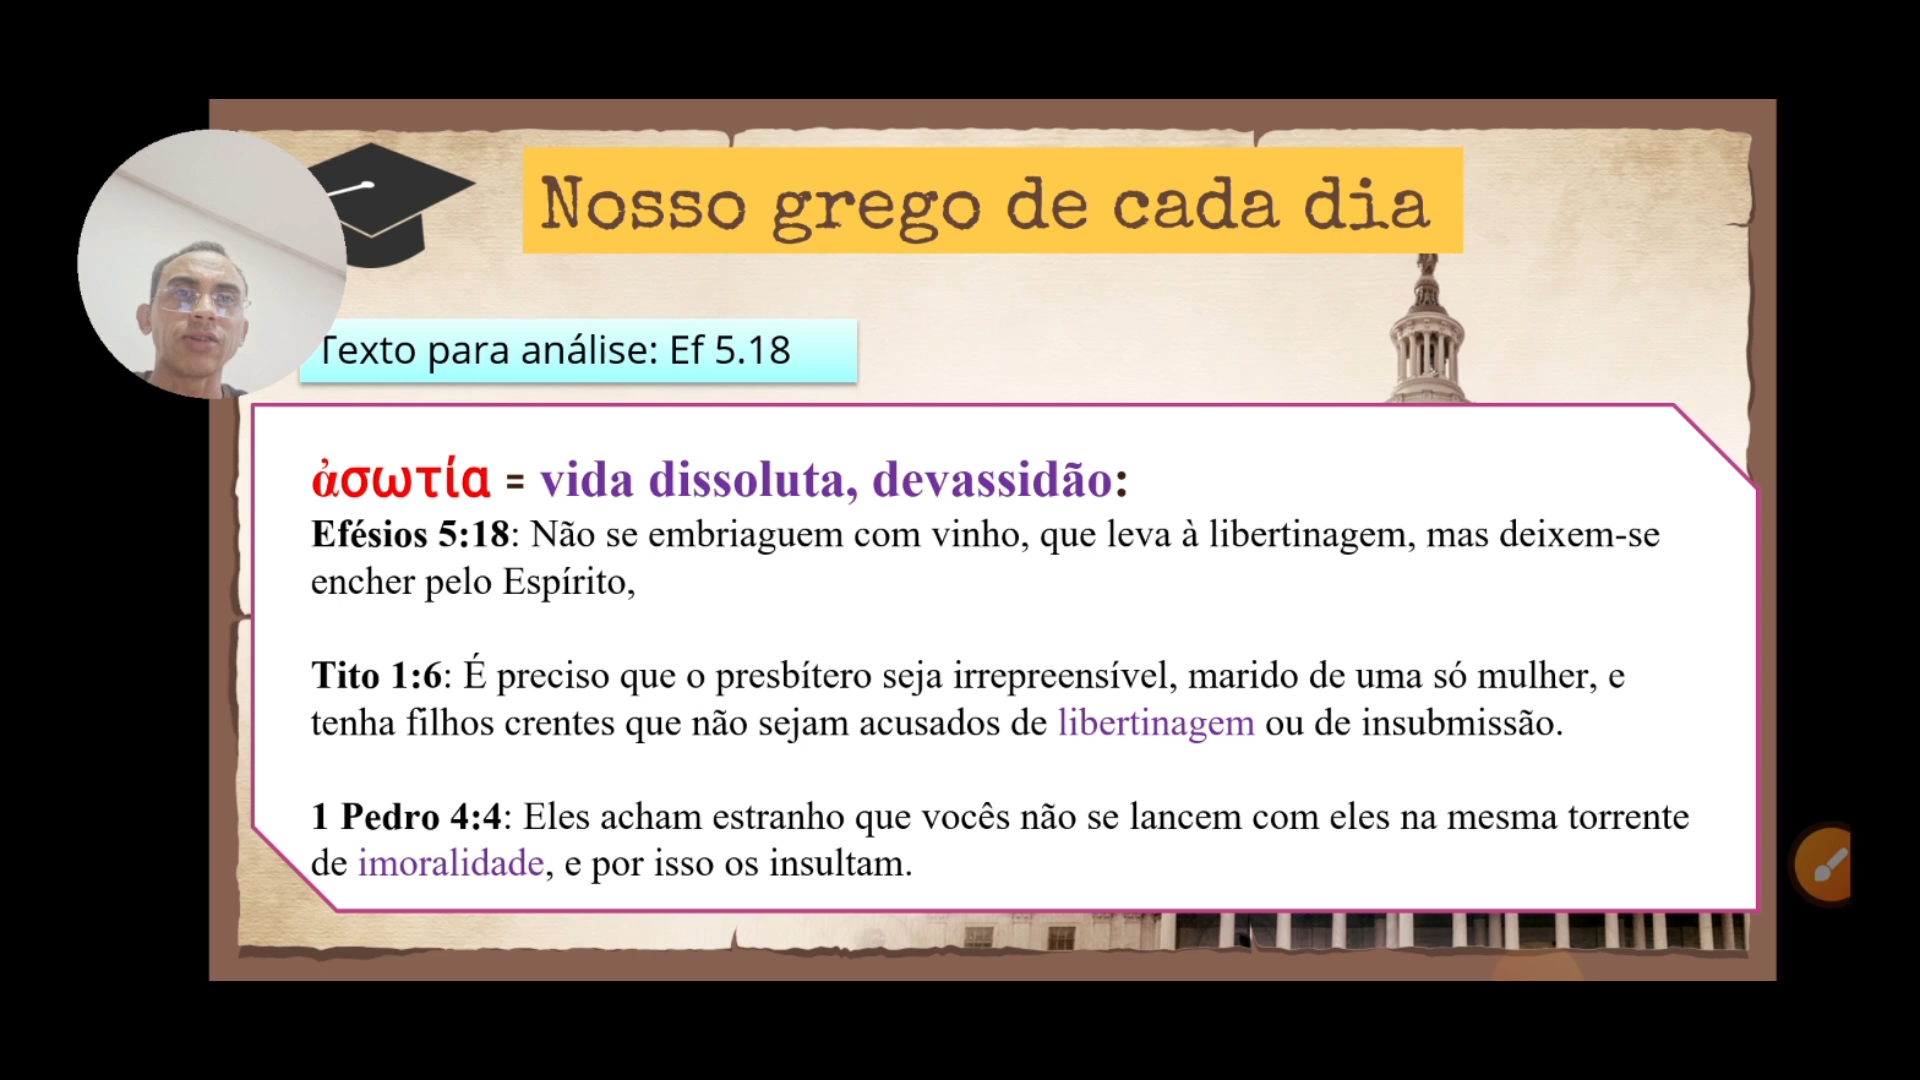 Nosso grego de cada dia
Texto para análise: Ef 5.18
ἀσωτία = vida dissoluta, devassidão:
Efésios 5:18: Não se embriaguem com vinho, que leva à libertinagem, mas deixem-se
encher pelo Espírito,
Tito 1:6: É preciso que o presbítero seja irrepreensível, marido de uma só mulher, e
tenha filhos crentes que não sejam acusados de libertinagem ou de insubmissão.
1 Pedro 4:4: Eles acham estranho que vocês não se lancem com eles na mesma torrente
de imoralidade, e por isso os insultam.